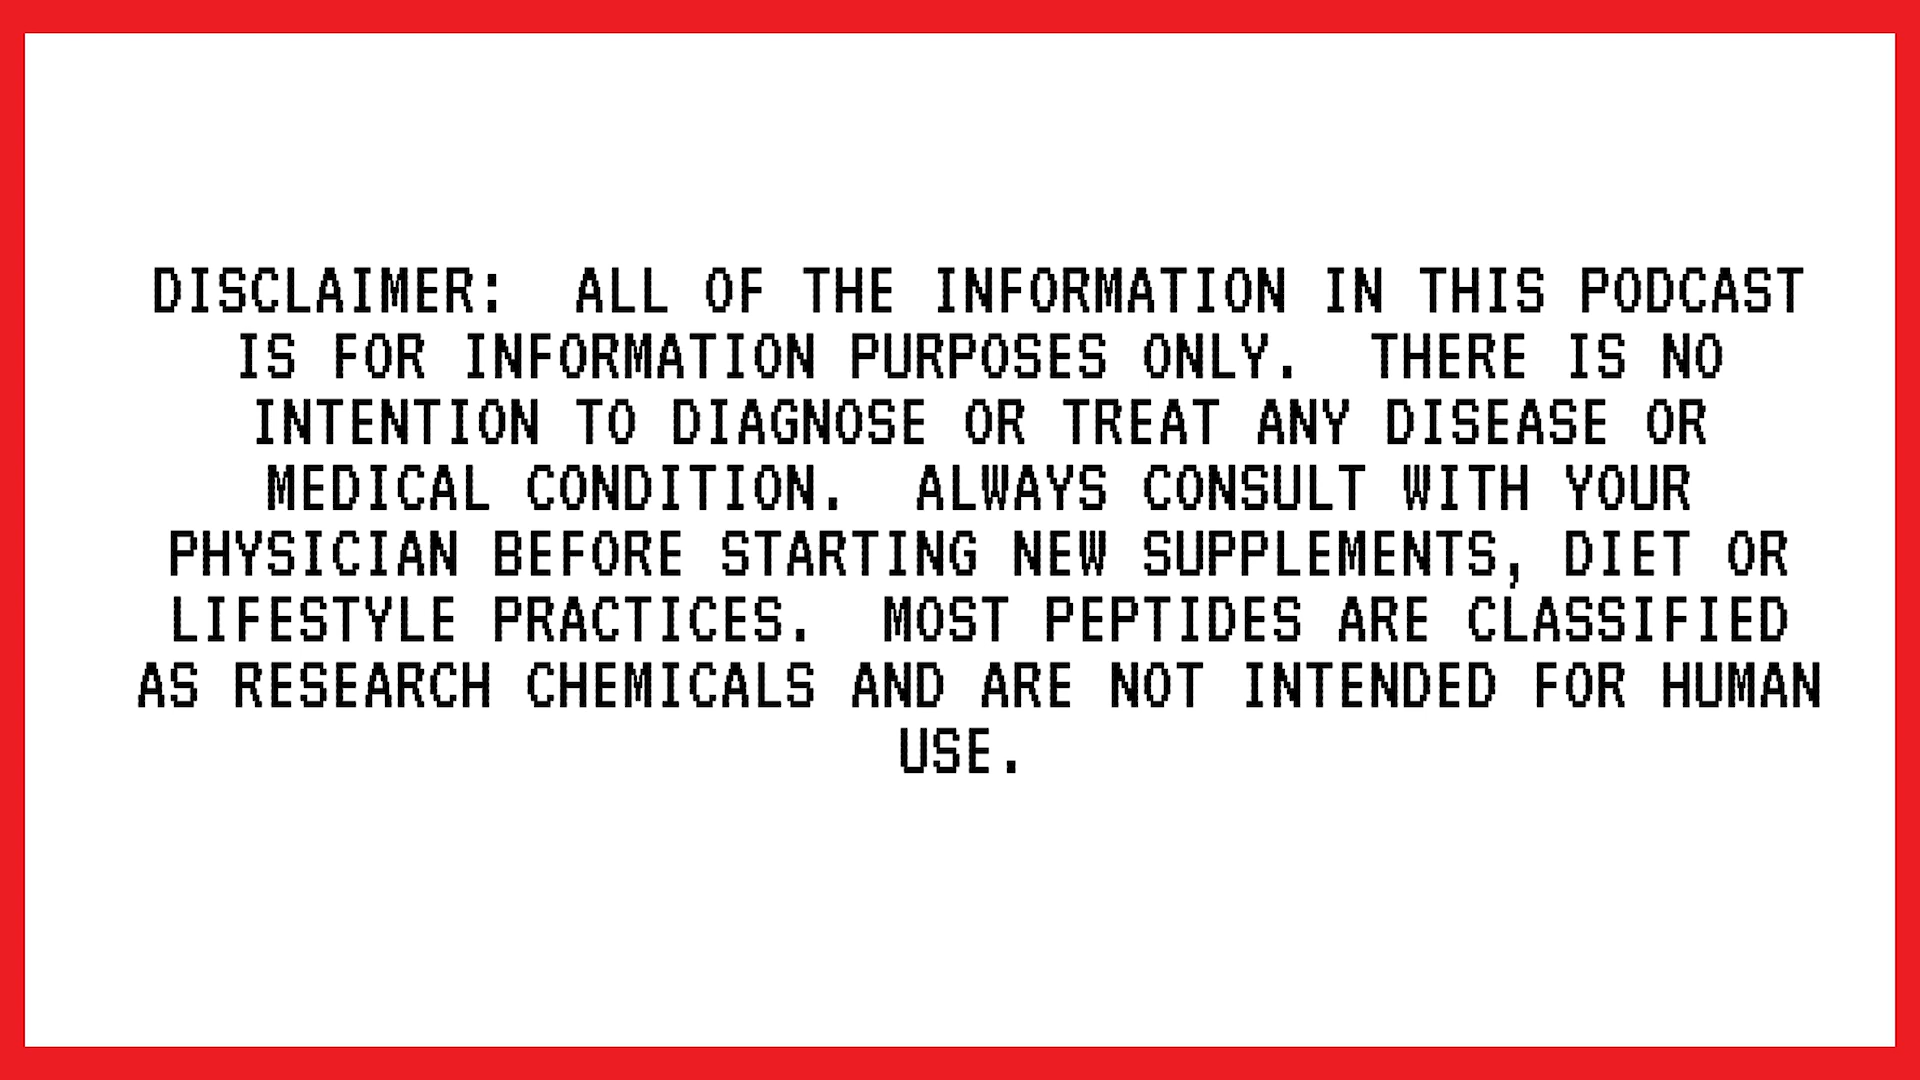 DISCLAIMER:  ALL OF THE INFORMATION IN THIS PODCAST
IS FOR INFORMATION PURPOSES ONLY.  THERE IS NO
INTENTION TO DIAGNOSE OR TREAT ANY DISEASE OR
MEDICAL CONDITION.  ALWAYS CONSULT WITH YOUR
PHYSICIAN BEFORE STARTING NEW SUPPLEMENTS, DIET OR
LIFESTYLE PRACTICES.  MOST PEPTIDES ARE CLASSIFIED
AS RESEARCH CHEMICALS AND ARE NOT INTENDED FOR HUMAN
USE.